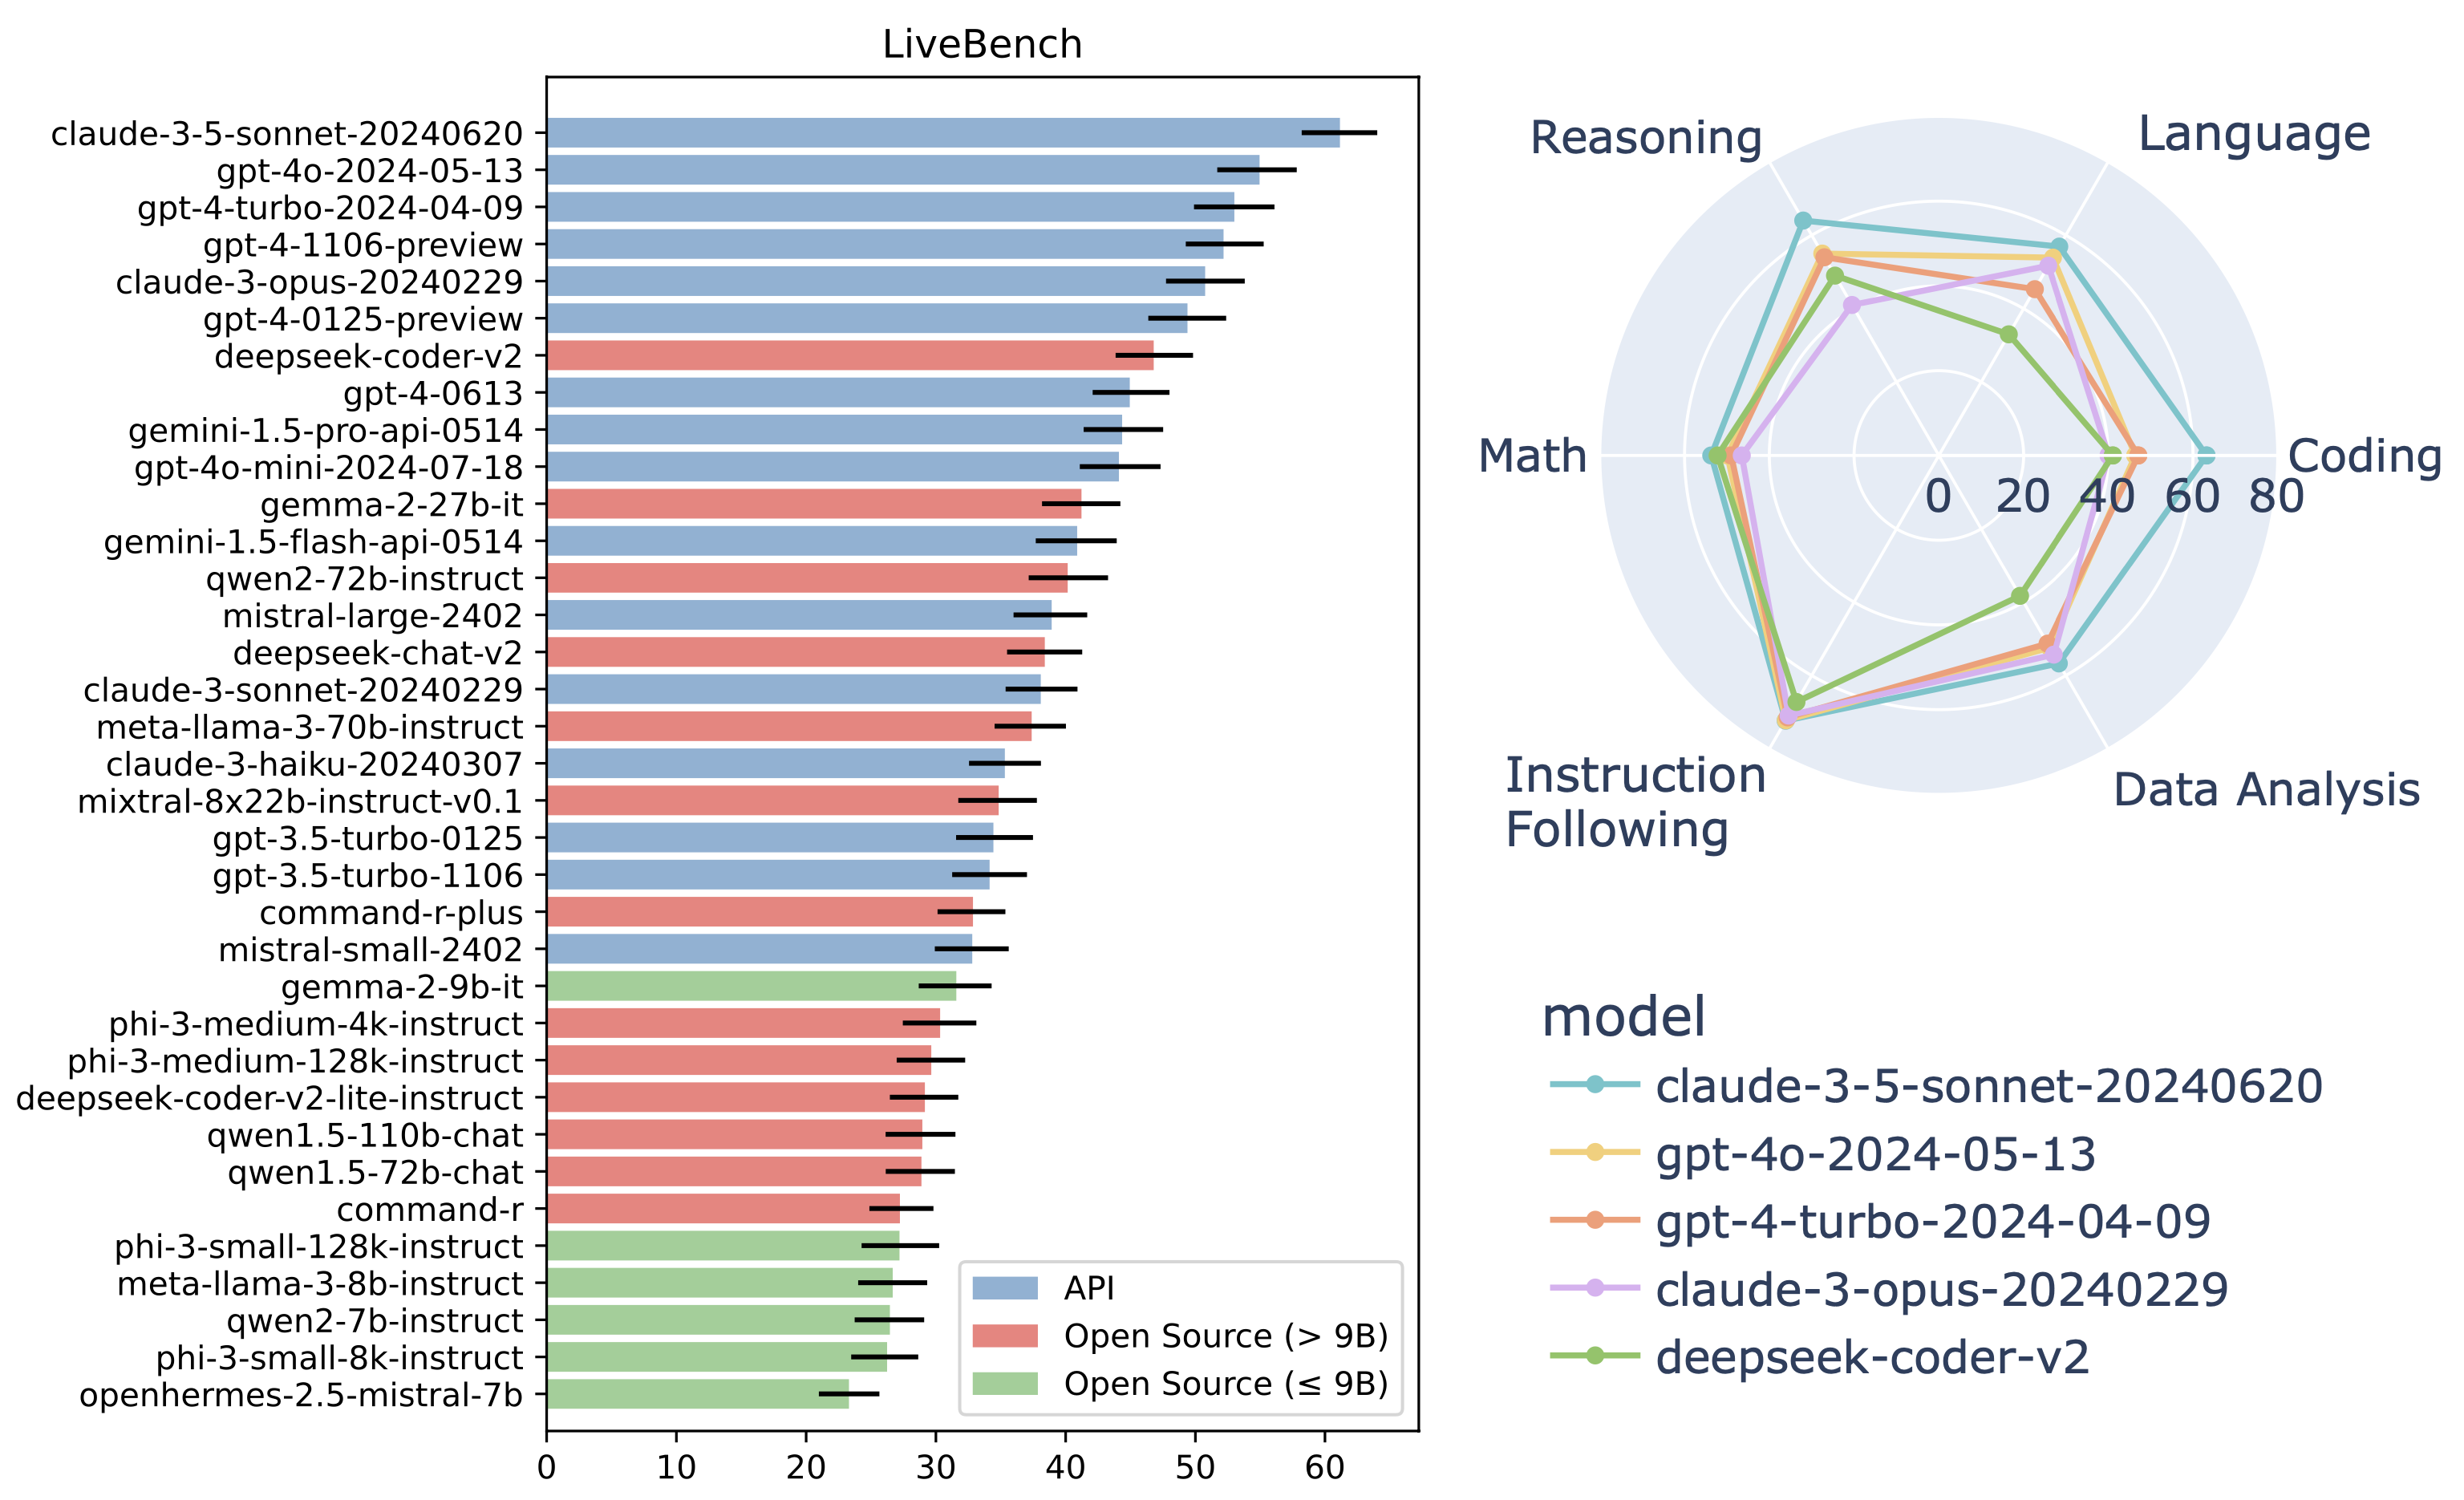 LiveBench
claude-3-5-sonnet-20240620
gpt-4o-2024-05-13
gpt-4-turbo-2024-04-09
gpt-4-1106-preview
claude-3-opus-20240229
gpt-4-0125-preview
deepseek-coder-v2
gpt-4-0613
gemini-1.5-pro-api-0514
gpt-4o-mini-2024-07-18
gemma-2-27b-it
gemini-1.5-flash-api-0514
qwen2-72b-instruct
mistral-large-2402
deepseek-chat-v2
claude-3-sonnet-20240229
meta-llama-3-70b-instruct
claude-3-haiku-20240307
mixtral-8x22b-instruct-v0.1
gpt-3.5-turbo-0125
gpt-3.5-turbo-1106
command-r-plus
mistral-small-2402
gemma-2-9b-it
phi-3-medium-4k-instruct
phi-3-medium-128k-instruct
deepseek-coder-v2-lite-instruct
qwen1.5-110b-chat
qwen1.5-72b-chat
command-r
phi-3-small-128k-instruct
meta-llama-3-8b-instruct
qwen2-7b-instruct
phi-3-small-8k-instruct
openhermes-2.5-mistral-7b
0 10 20 30 40 50 60
API
Open Source (> 9B)
Open Source (≤ 9B)
Reasoning
Language
Math
Coding
0 20 40 60 80
Instruction
Following
Data Analysis
model
claude-3-5-sonnet-20240620
gpt-4o-2024-05-13
gpt-4-turbo-2024-04-09
claude-3-opus-20240229
deepseek-coder-v2